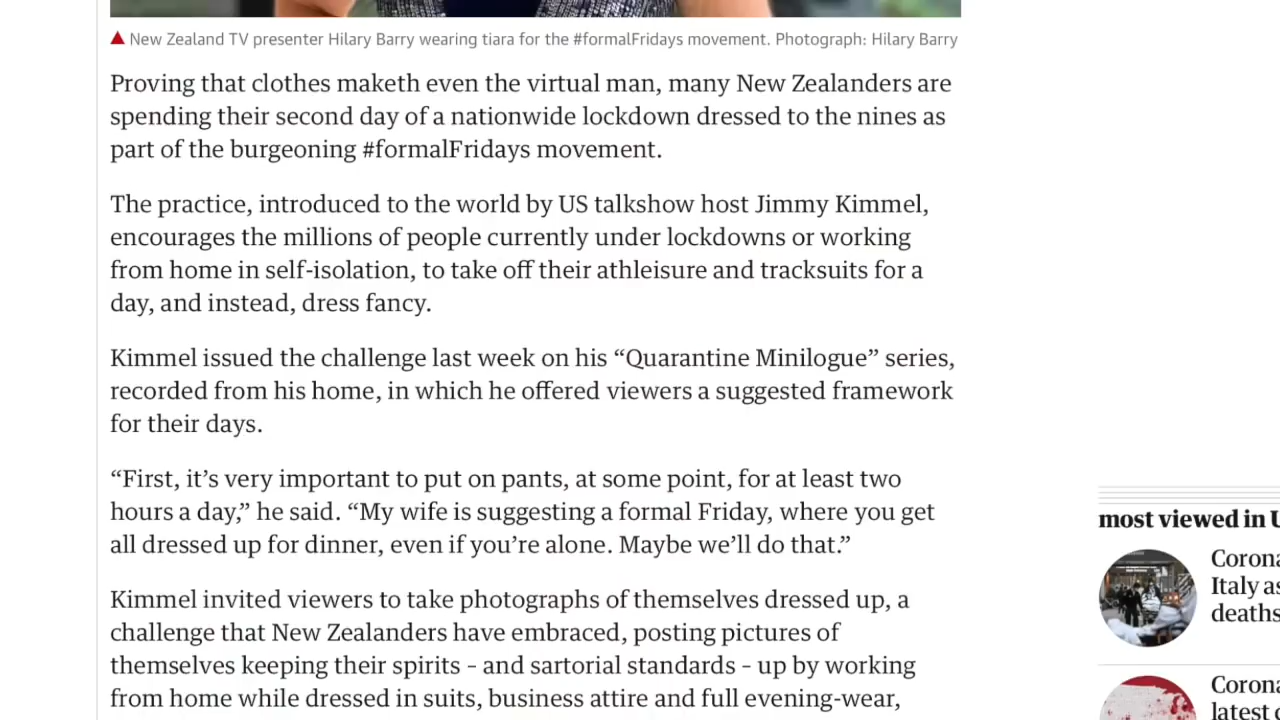 New Zealand TV presenter Hilary Barry wearing tiara for the #formalFridays movement. Photograph: Hilary Barry
Proving that clothes maketh even the virtual man, many New Zealanders are
spending their second day of a nationwide lockdown dressed to the nines as
part of the burgeoning #formalFridays movement.
The practice, introduced to the world by US talkshow host Jimmy Kimmel,
encourages the millions of people currently under lockdowns or working
from home in self-isolation, to take off their athleisure and tracksuits for a
day, and instead, dress fancy.
Kimmel issued the challenge last week on his “Quarantine Minilogue” series,
recorded from his home, in which he offered viewers a suggested framework
for their days.
“First, it’s very important to put on pants, at some point, for at least two
hours a day,” he said. “My wife is suggesting a formal Friday, where you get
all dressed up for dinner, even if you’re alone. Maybe we’ll do that.”
Kimmel invited viewers to take photographs of themselves dressed up, a
challenge that New Zealanders have embraced, posting pictures of
themselves keeping their spirits – and sartorial standards – up by working
from home while dressed in suits, business attire and full evening-wear,
most viewed in U
Corona
Italy as
deaths
Corona
latest